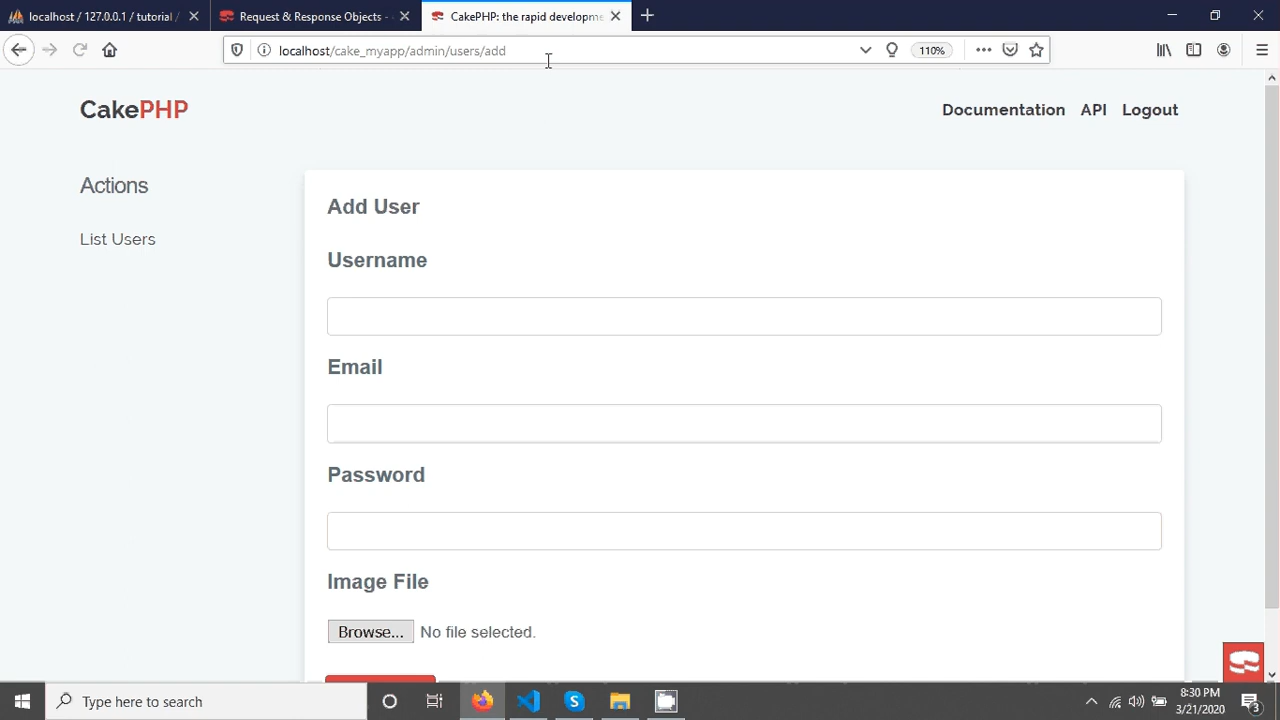 localhost / 127.0.0.1 / tutorial /
Request & Response Objects -
CakePHP: the rapid developme
localhost/cake_myapp/admin/users/add
110%
CakePHP
Documentation API Logout
Actions
List Users
Add User
Username
Email
Password
Image File
Browse... No file selected.
Type here to search
8:30 PM
3/21/2020
3